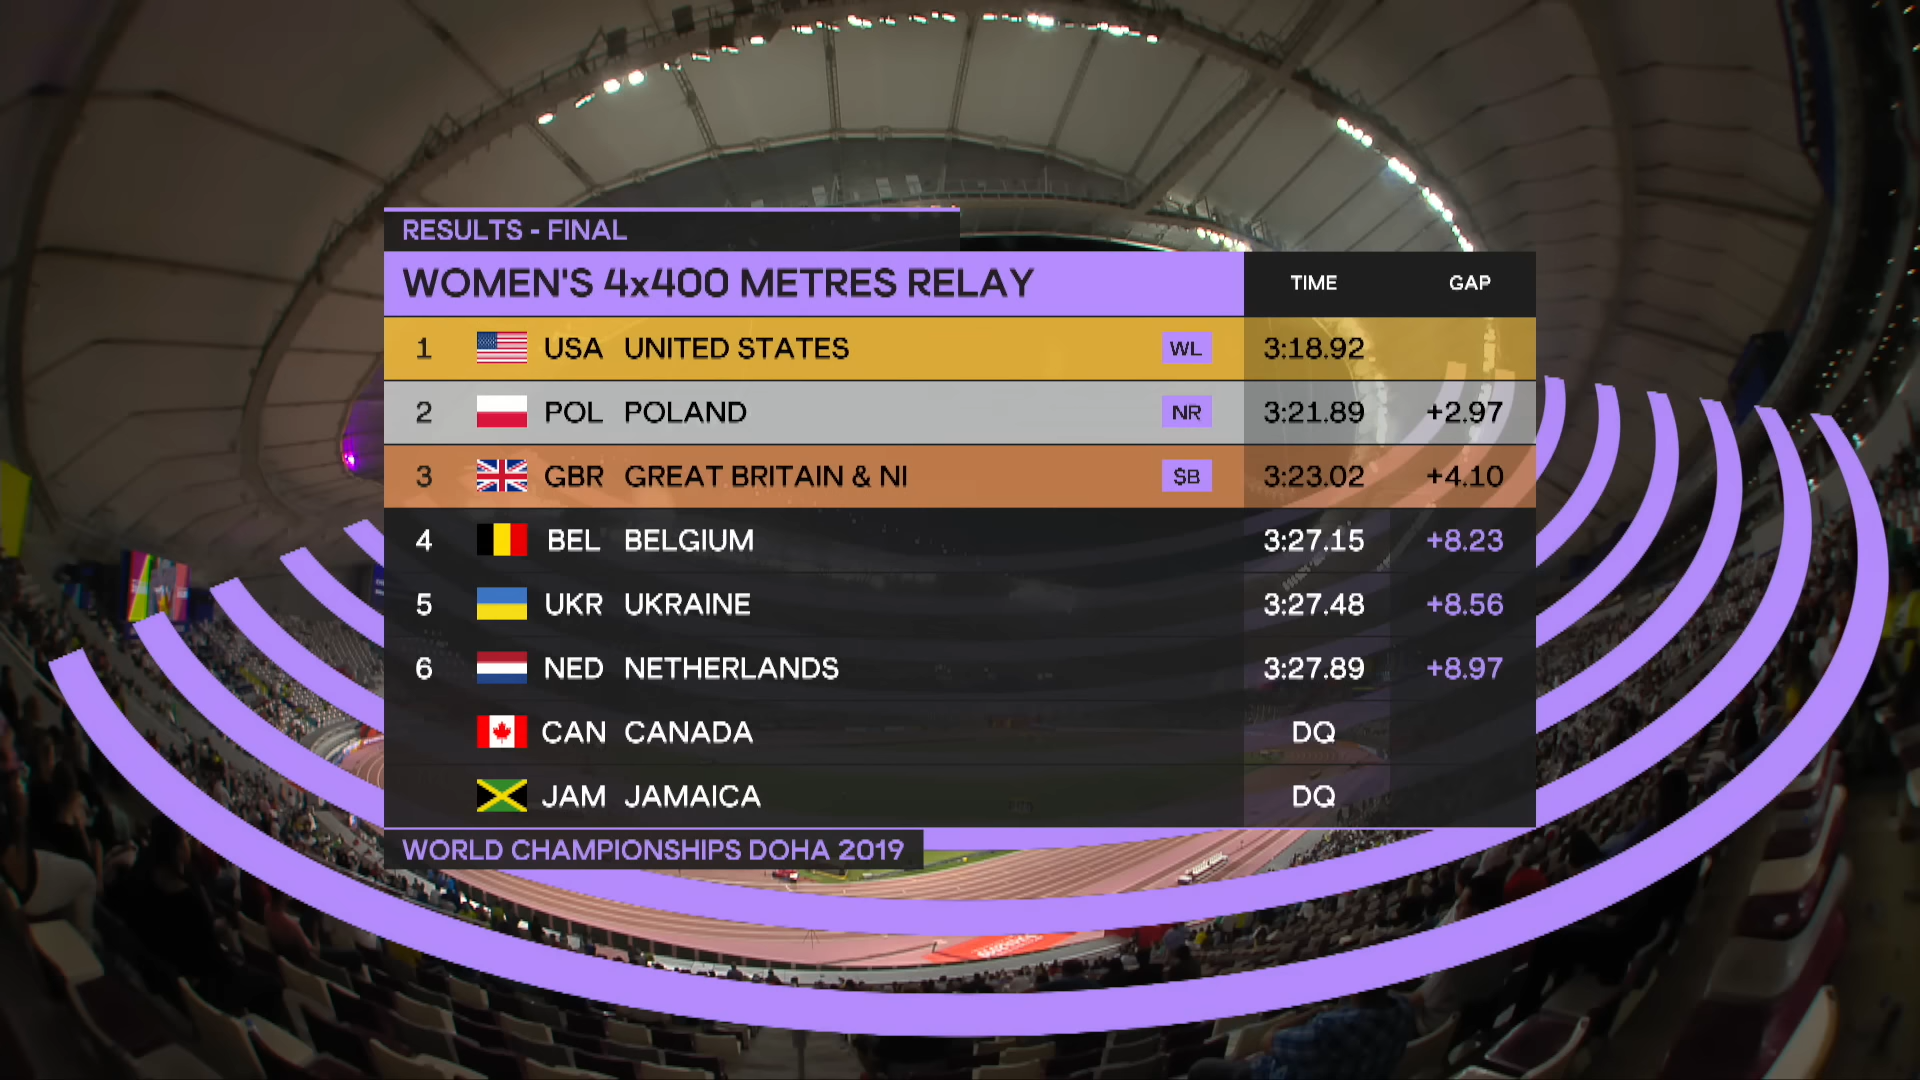 RESULTS - FINAL
WOMEN'S 4x400 METRES RELAY TIME GAP
1 USA UNITED STATES WL 3:18.92
2 POL POLAND NR 3:21.89 +2.97
3 GBR GREAT BRITAIN & NI $B 3:23.02 +4.10
4 BEL BELGIUM 3:27.15 +8.23
5 UKR UKRAINE 3:27.48 +8.56
6 NED NETHERLANDS 3:27.89 +8.97
CAN CANADA DQ
JAM JAMAICA DQ
WORLD CHAMPIONSHIPS DOHA 2019